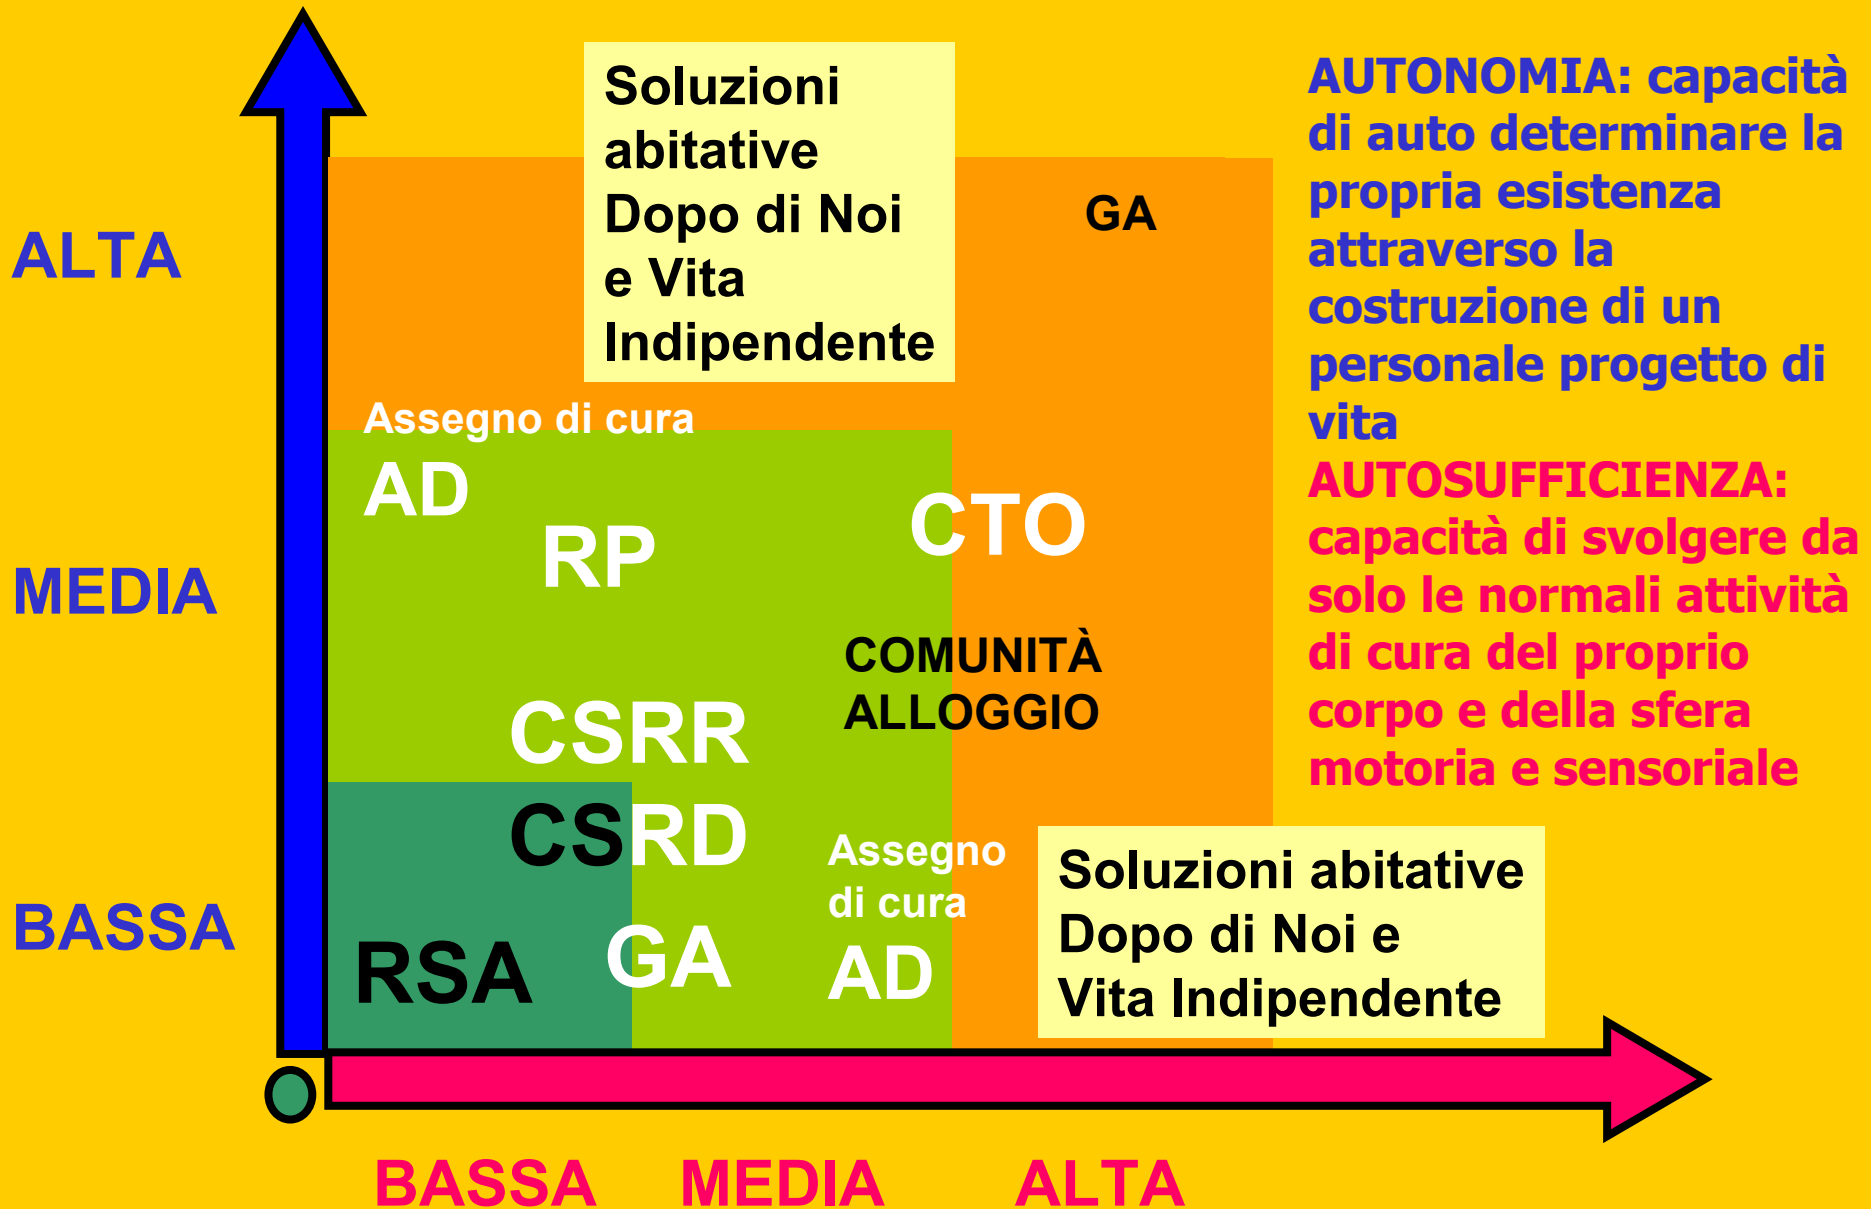 Soluzioni
abitative
Dopo di Noi
e Vita
Indipendente
GA
AUTONOMIA: capacità
di auto determinare la
propria esistenza
attraverso la
costruzione di un
personale progetto di
vita
AUTOSUFFICIENZA:
capacità di svolgere da
solo le normali attività
di cura del proprio
corpo e della sfera
motoria e sensoriale
ALTA
MEDIA
BASSA
Assegno di cura
AD
RP
CTO
COMUNITÀ
ALLOGGIO
CSRR
CSRD
Assegno
di cura
AD
RSA
GA
Soluzioni abitative
Dopo di Noi e
Vita Indipendente
BASSA
MEDIA
ALTA